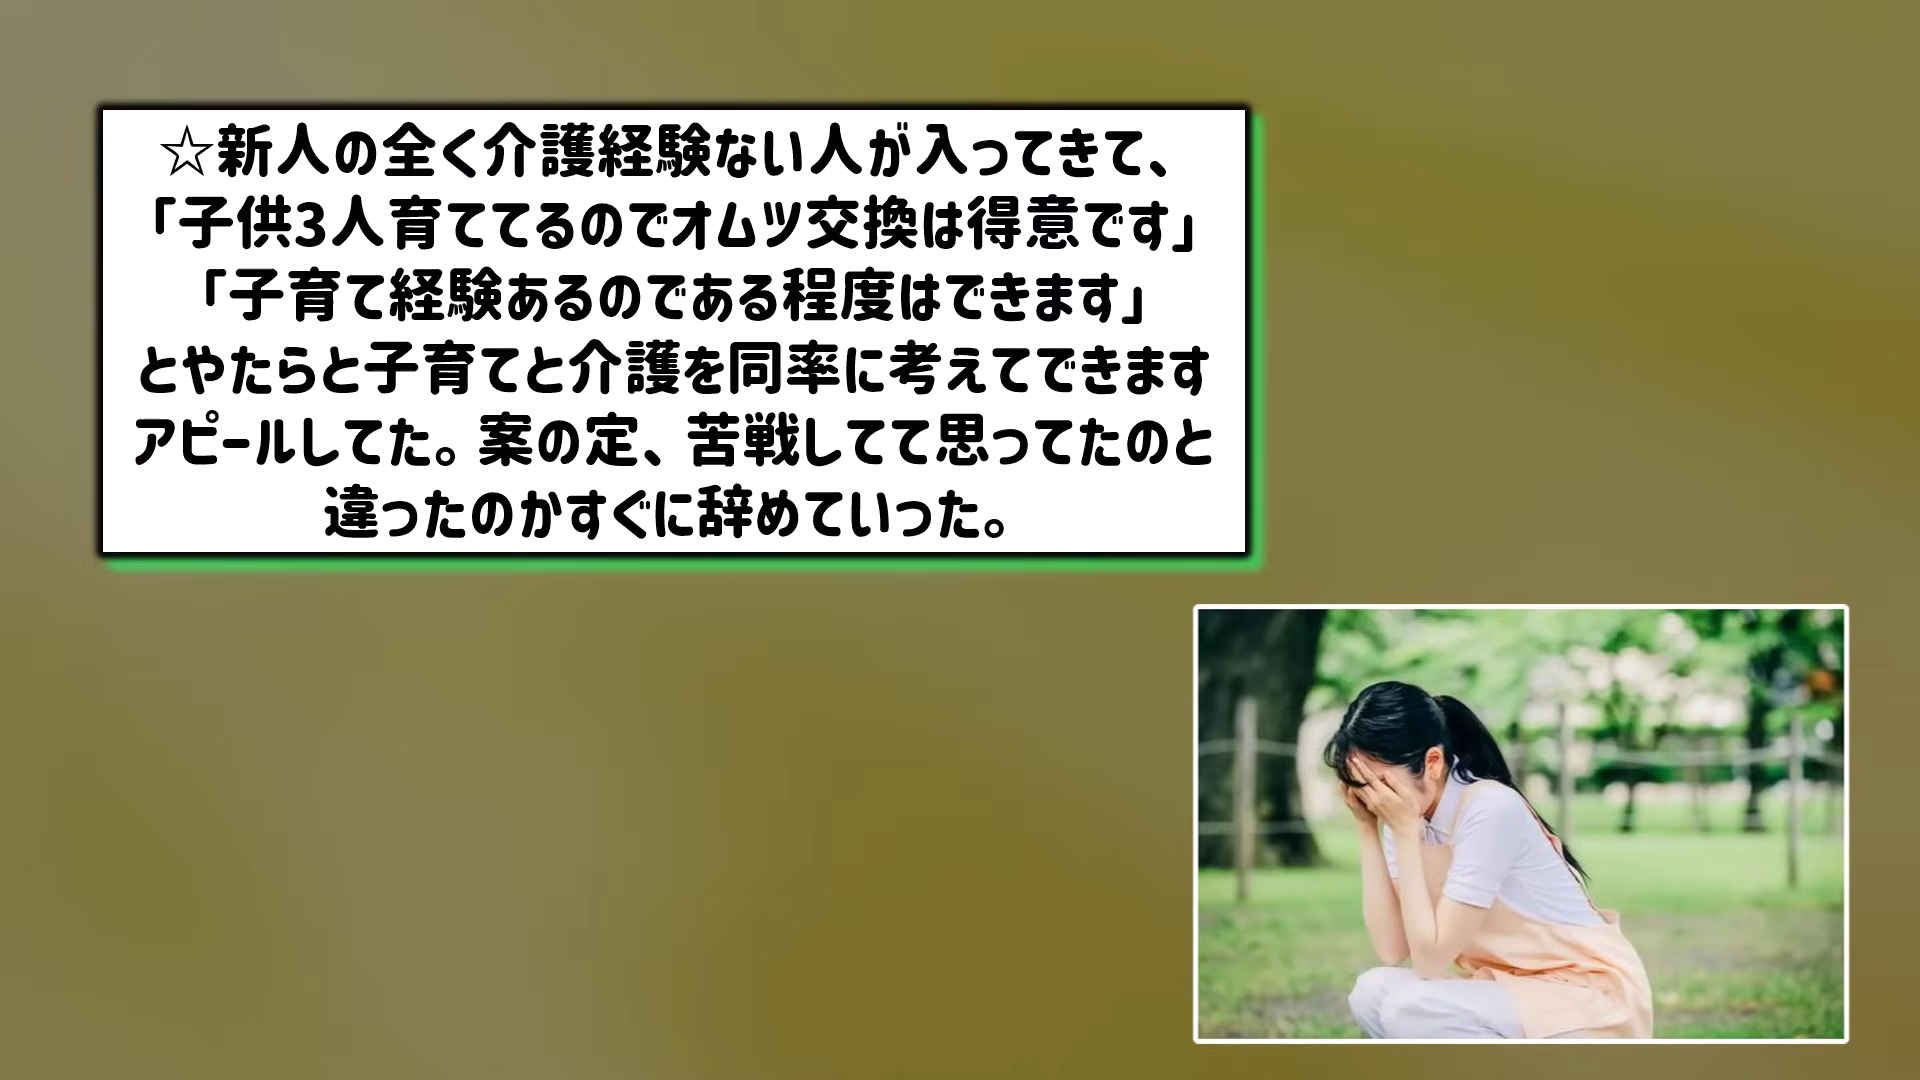 ☆新人の全く介護経験ない人が入ってきて、
「子供3人育ててるのでオムツ交換は得意です」
「子育て経験あるのである程度はできます」
とやたらと子育てと介護を同率に考えてできます
アピールしてた。案の定、苦戦してて思ってたのと
違ったのかすぐに辞めていった。